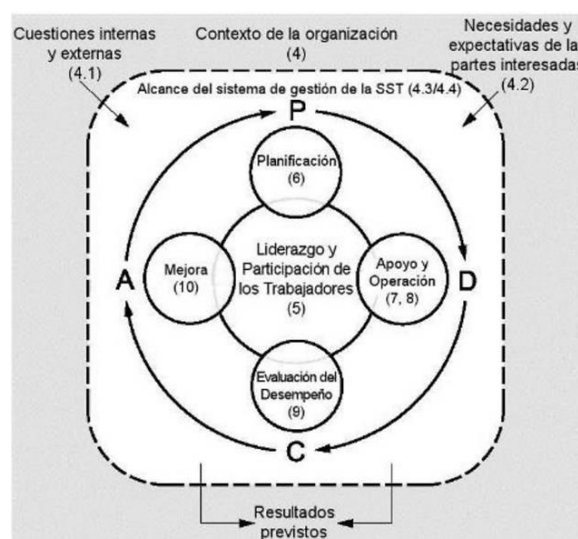 Cuestiones internas
y externas
(4.1)
Contexto de la organización
(4)
Necesidades y
expectativas de la
partes interesadas
(4.2)
Alcance del sistema de gestión de la SST (4.3/4.4)
P
Planificación
(6)
A
Mejora
(10)
Liderazgo y
Participación de
los Trabajadores
(5)
Apoyo y
Operación
(7, 8)
D
Evaluación del
Desempeño
(9)
C
Resultados
previstos